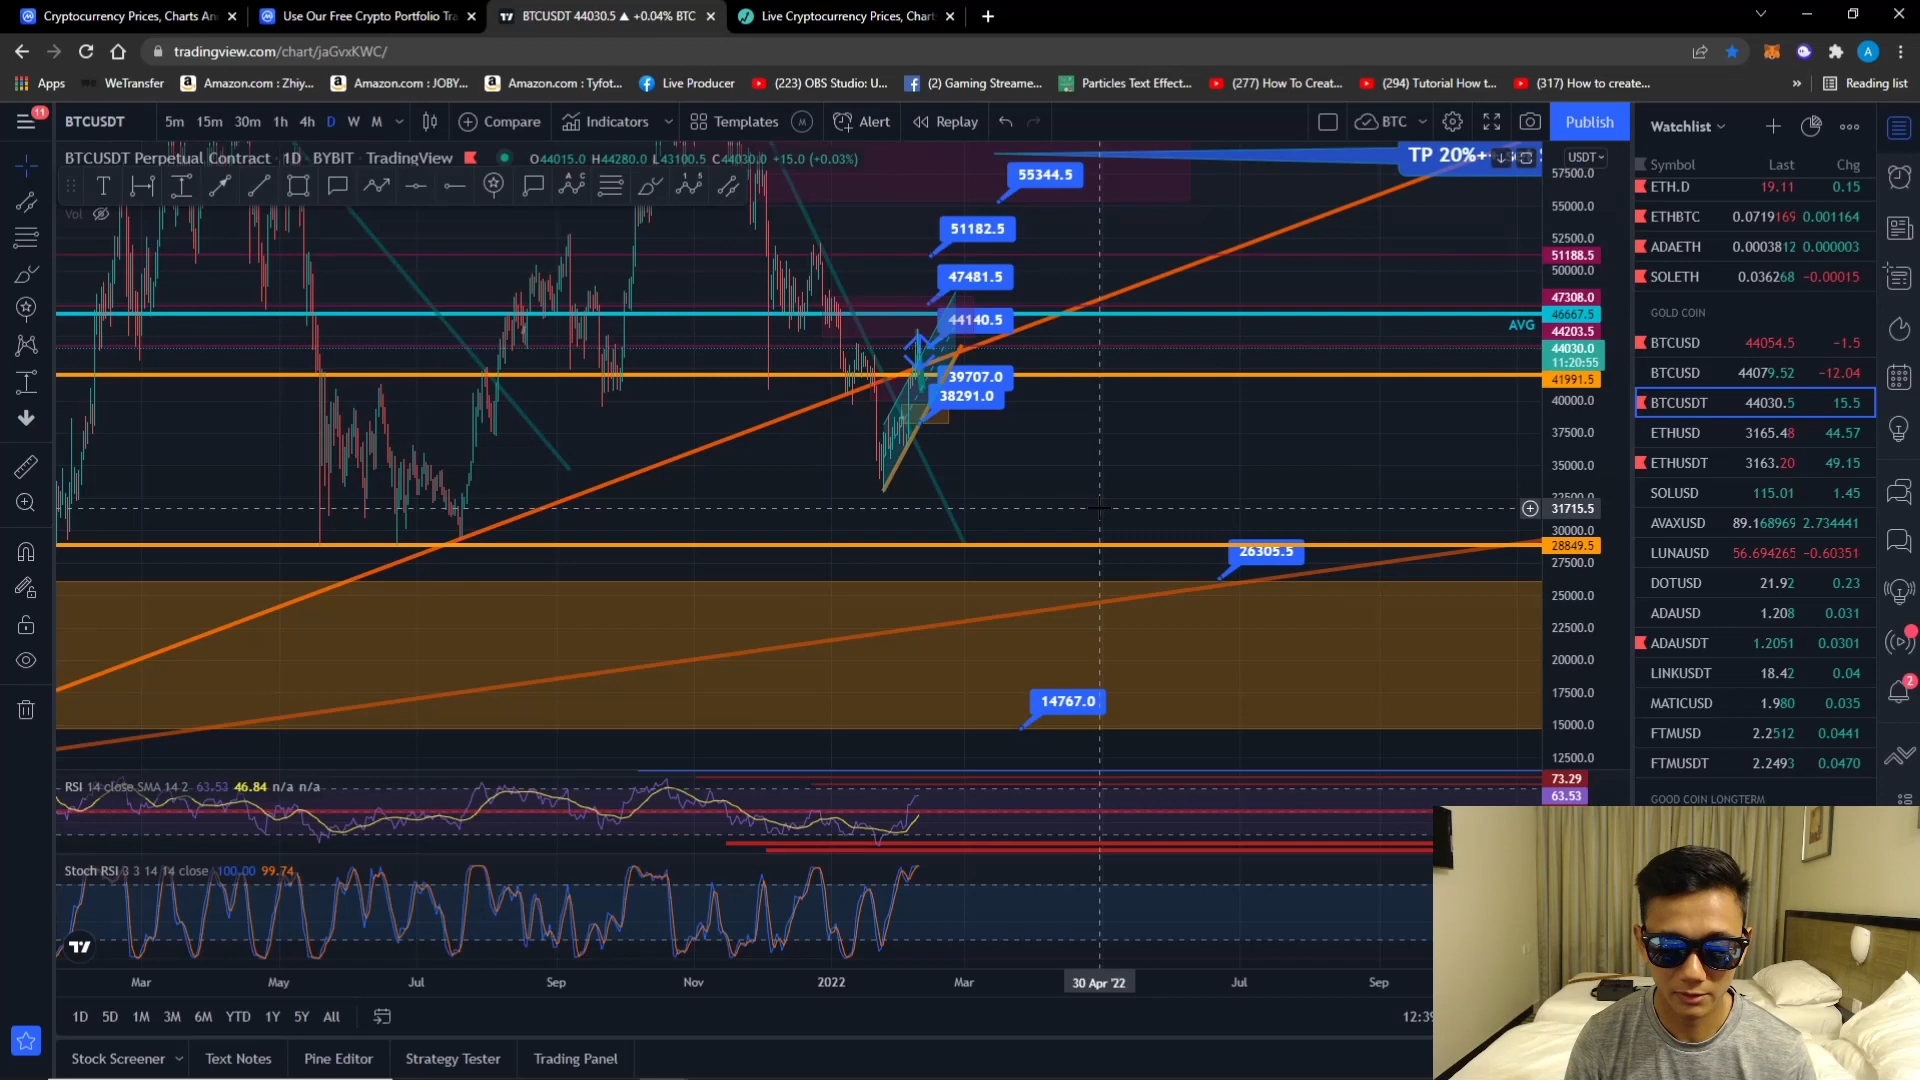 Cryptocurrency Prices, Charts An
Use Our Free Crypto Portfolio Tra
BTCUSDT 44030.5 ▲ +0.04% BTC
Live Cryptocurrency Prices, Chart
tradingview.com/chart/jaGvxKWC/
A
Apps
WeTransfer
Amazon.com : Zhiy...
Amazon.com : JOBY...
Amazon.com : Tyfot...
Live Producer
(223) OBS Studio: U...
(2) Gaming Streame...
Particles Text Effect...
(277) How To Creat...
(294) Tutorial How t...
(317) How to create...
»
Reading list
11
BTCUSDT
5m 15m 30m 1h 4h D W M
Compare
Indicators
Templates
M
Alert
Replay
BTC
Publish
Watchlist
BTCUSDT Perpetual Contract · 1D · BYBIT · TradingView
O44015.0 H44280.0 L43100.5 C44030.0 +15.0 (+0.03%)
Vol
TP 20%+
USDT
55344.5
51182.5
47481.5
44140.5
39707.0
38291.0
26305.5
14767.0
AVG
57500.0
55000.0
52500.0
51188.5
50000.0
47308.0
46667.5
44203.5
44030.0
11:20:55
41991.5
40000.0
37500.0
35000.0
32500.0
31715.5
30000.0
28849.5
27500.0
25000.0
22500.0
20000.0
17500.0
15000.0
12500.0
73.29
63.53
RSI 14 close SMA 14 2 63.53 46.84 n/a n/a
Stoch RSI 3 3 14 14 close 100.00 99.74
Mar May Jul Sep Nov 2022 Mar 30 Apr '22 Jul Sep
1D 5D 1M 3M 6M YTD 1Y 5Y All
12:39
Stock Screener
Text Notes
Pine Editor
Strategy Tester
Trading Panel
Symbol Last Chg
ETH.D 19.11 0.15
ETHBTC 0.0719169 0.001164
ADAETH 0.0003812 0.000003
SOLETH 0.036268 −0.00015
GOLD COIN
BTCUSD 44054.5 −1.5
BTCUSD 44079.52 −12.04
BTCUSDT 44030.5 15.5
ETHUSD 3165.48 44.57
ETHUSDT 3163.20 49.15
SOLUSD 115.01 1.45
AVAXUSD 89.168969 2.734441
LUNAUSD 56.694265 −0.60351
DOTUSD 21.92 0.23
ADAUSD 1.208 0.031
ADAUSDT 1.2051 0.0301
LINKUSDT 18.42 0.04
MATICUSD 1.980 0.035
FTMUSD 2.2512 0.0441
FTMUSDT 2.2493 0.0470
GOOD COIN LONGTERM
2